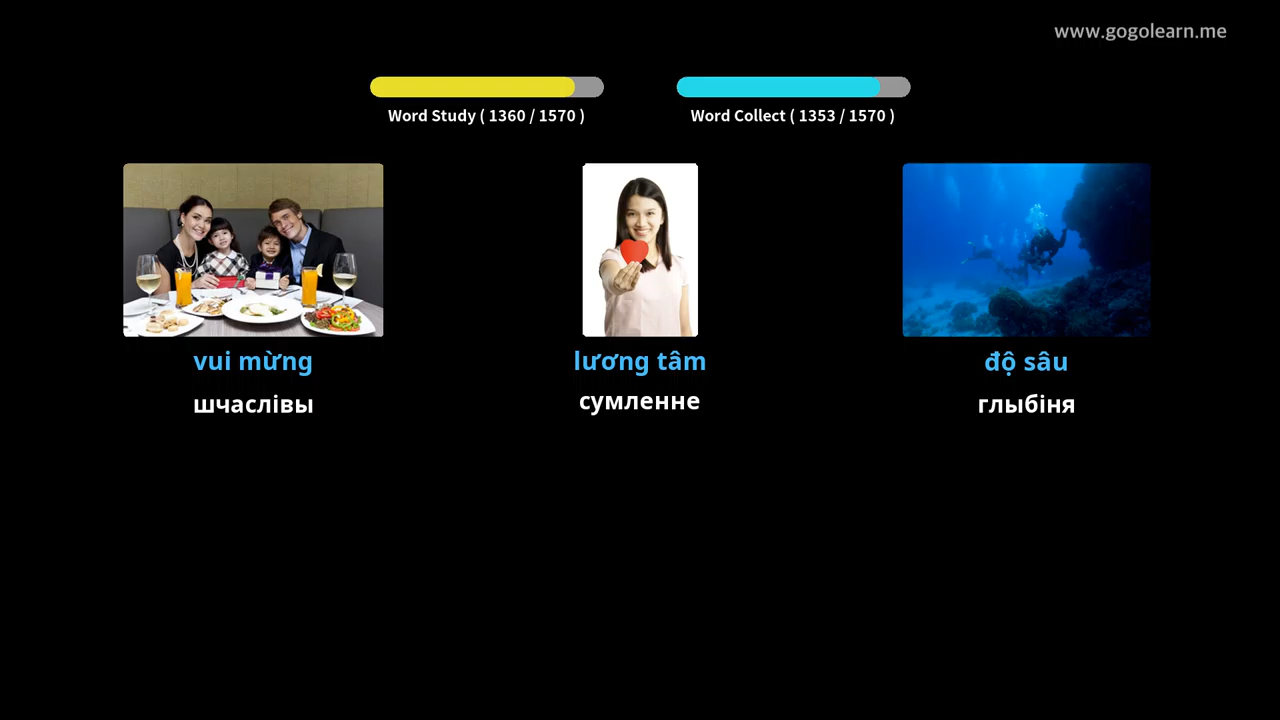 www.gogolearn.me
Word Study ( 1360 / 1570 )
Word Collect ( 1353 / 1570 )
vui mừng
lương tâm
độ sâu
шчаслівы
сумленне
глыбіня